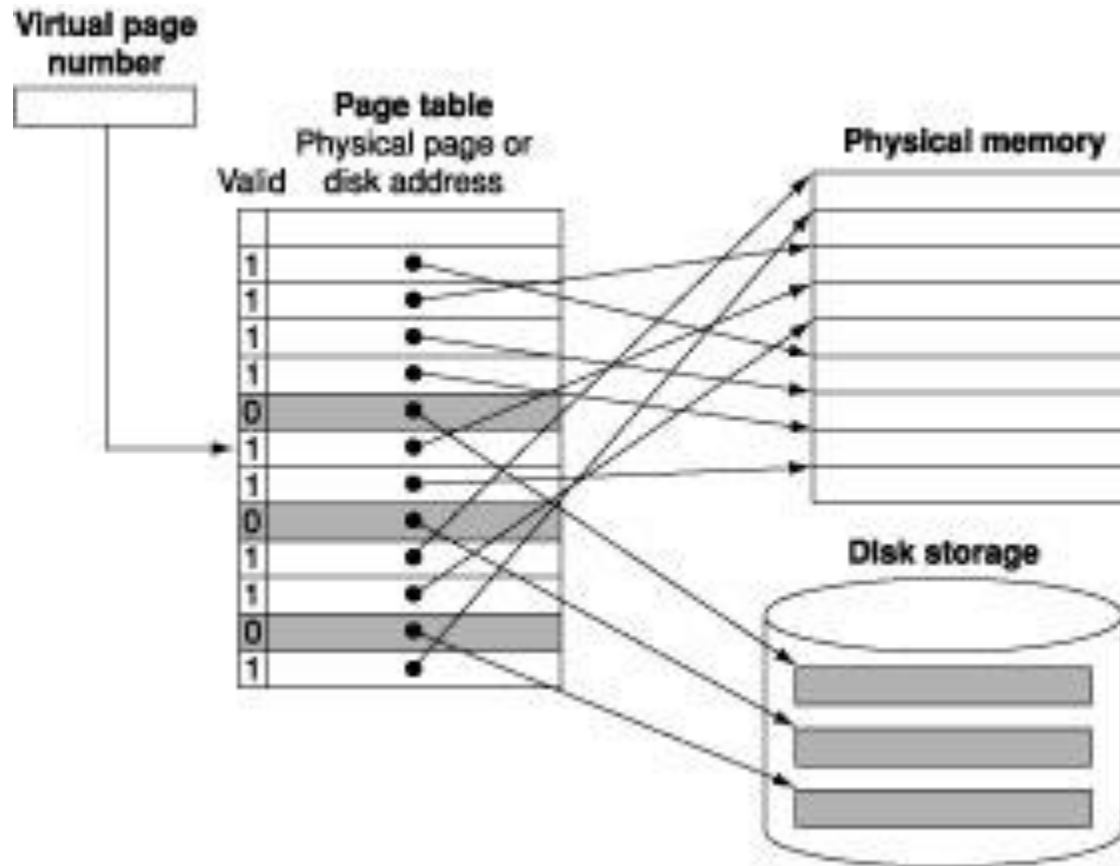 Virtual page
number
Page table
Physical page or
Valid disk address
Physical memory
1
1
1
1
0
1
1
0
1
1
0
1
Disk storage